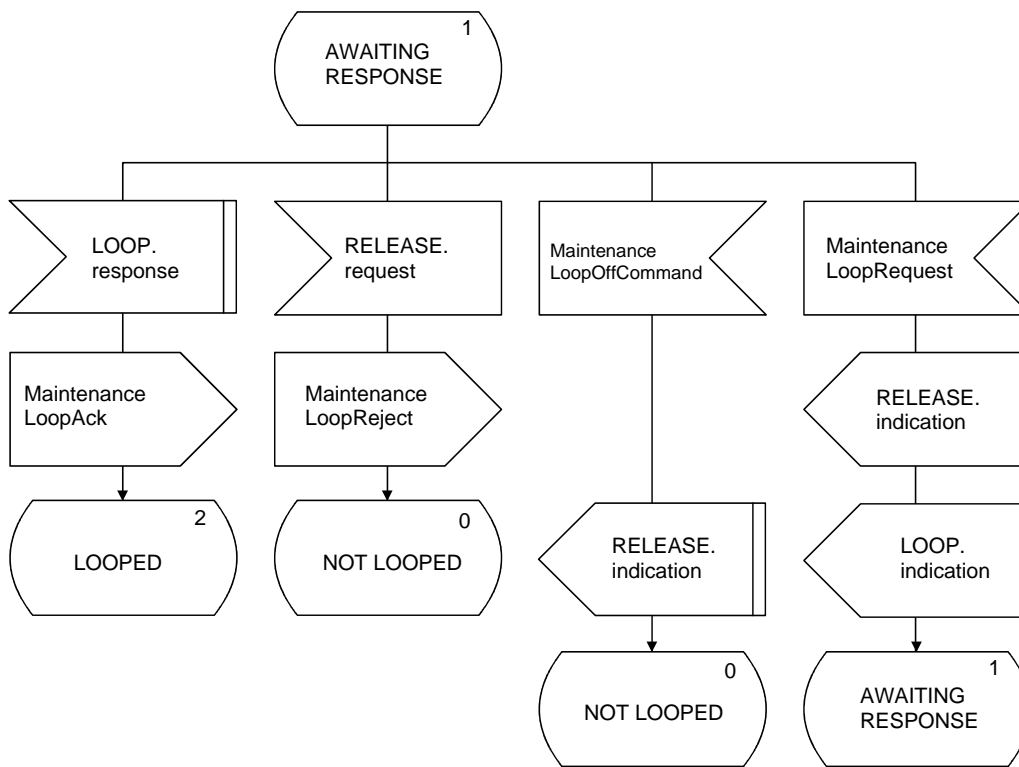 1
AWAITING
RESPONSE
LOOP.
response
RELEASE.
request
Maintenance
LoopOffCommand
Maintenance
LoopRequest
Maintenance
LoopAck
Maintenance
LoopReject
RELEASE.
indication
2
LOOPED
0
NOT LOOPED
RELEASE.
indication
LOOP.
indication
0
NOT LOOPED
1
AWAITING
RESPONSE